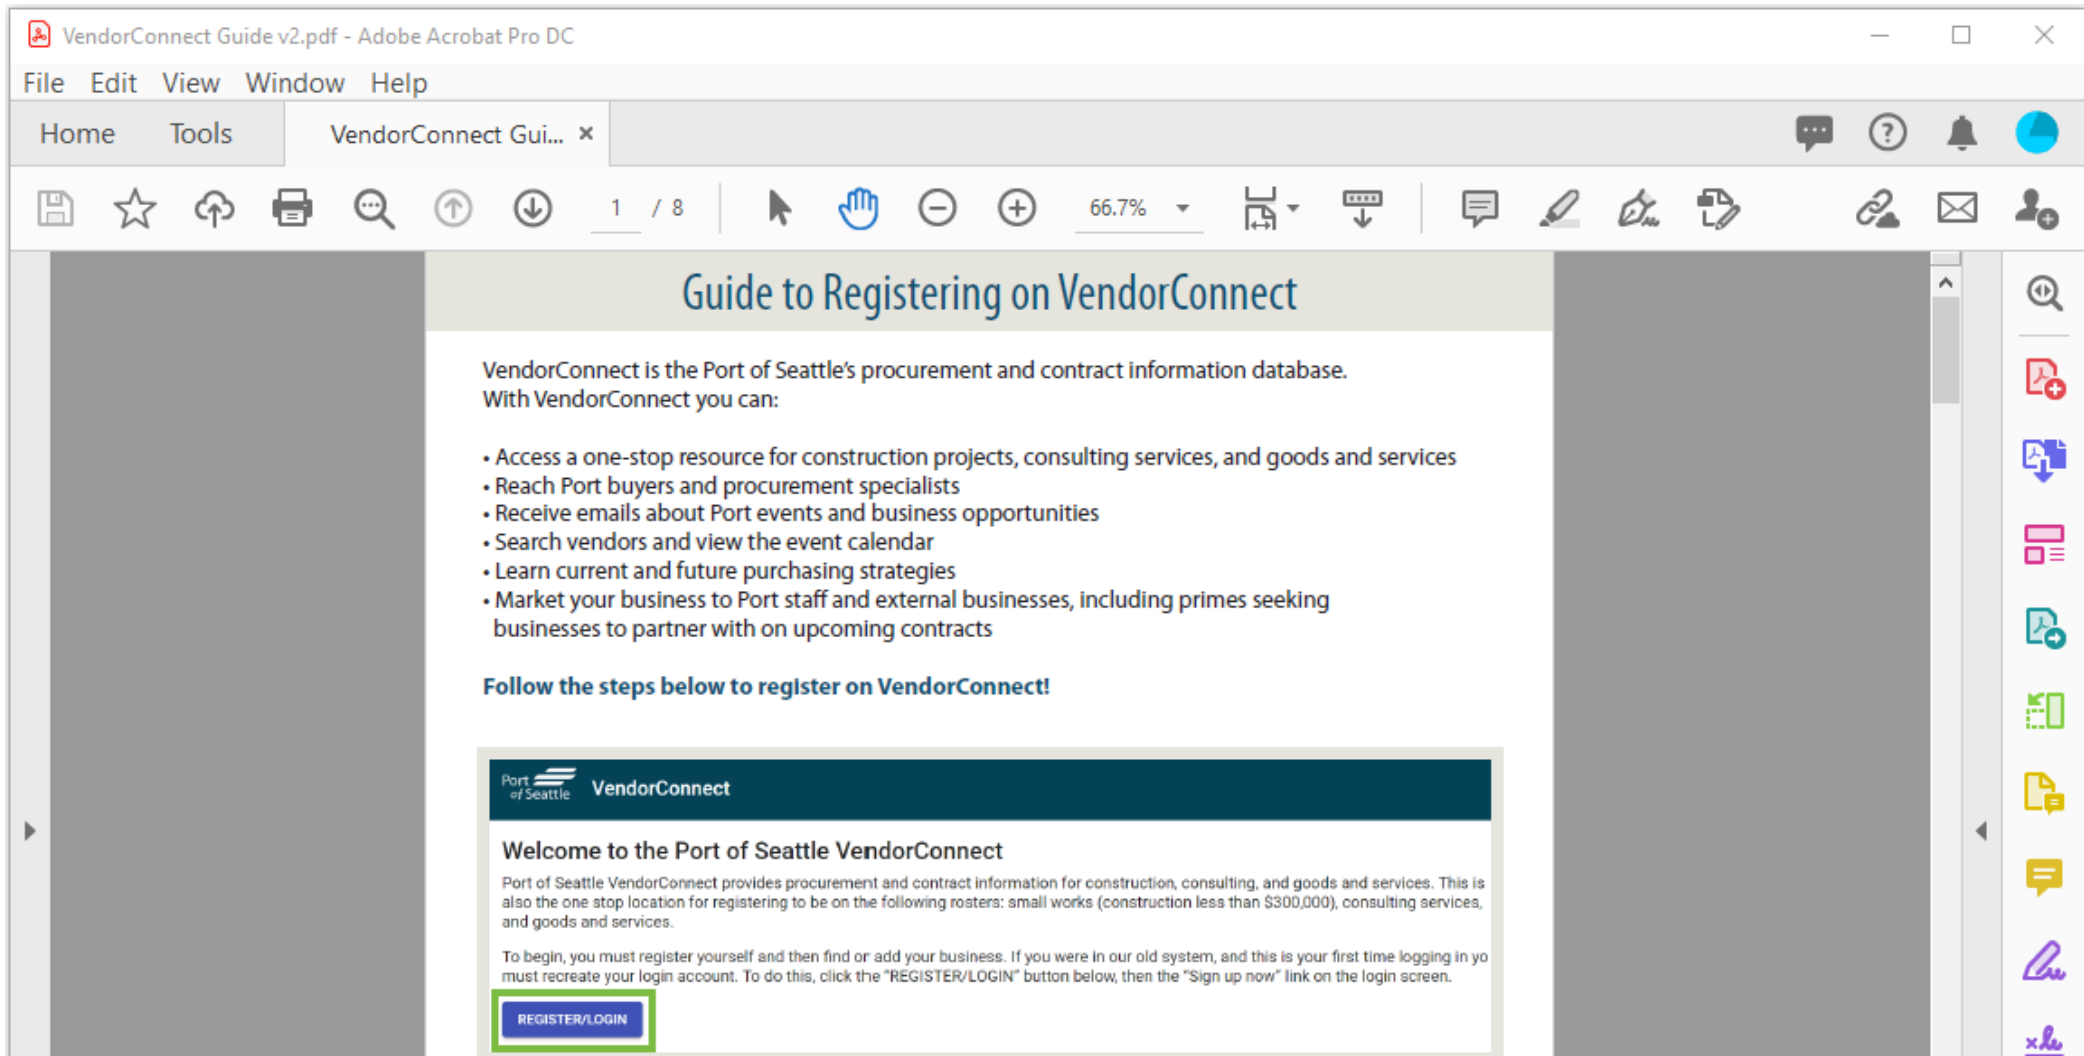 VendorConnect Guide v2.pdf - Adobe Acrobat Pro DC
File Edit View Window Help
Home Tools VendorConnect Gui... ×
1 / 8 66.7%
Guide to Registering on VendorConnect
VendorConnect is the Port of Seattle's procurement and contract information database.
With VendorConnect you can:
• Access a one-stop resource for construction projects, consulting services, and goods and services
• Reach Port buyers and procurement specialists
• Receive emails about Port events and business opportunities
• Search vendors and view the event calendar
• Learn current and future purchasing strategies
• Market your business to Port staff and external businesses, including primes seeking
businesses to partner with on upcoming contracts
Follow the steps below to register on VendorConnect!
Port
of Seattle
VendorConnect
Welcome to the Port of Seattle VendorConnect
Port of Seattle VendorConnect provides procurement and contract information for construction, consulting, and goods and services. This is
also the one stop location for registering to be on the following rosters: small works (construction less than $300,000), consulting services,
and goods and services.
To begin, you must register yourself and then find or add your business. If you were in our old system, and this is your first time logging in yo
must recreate your login account. To do this, click the "REGISTER/LOGIN" button below, then the "Sign up now" link on the login screen.
REGISTER/LOGIN